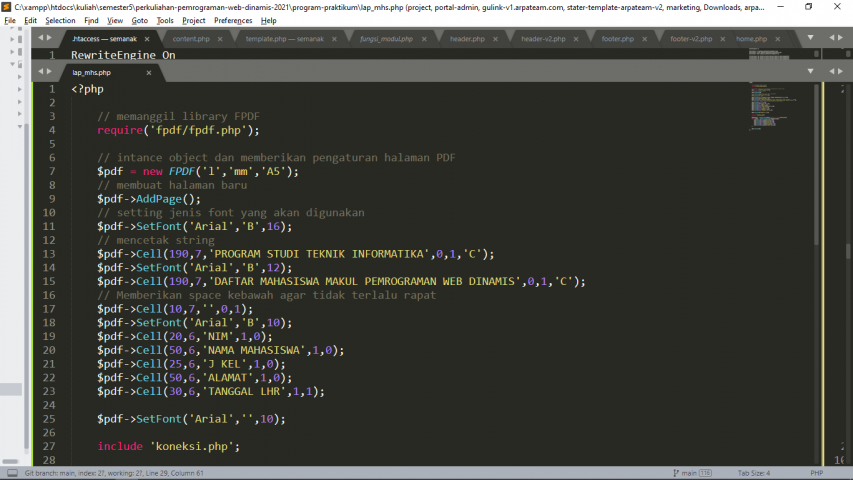 C:\xampp\htdocs\kuliah\semester5\perkuliahan-pemrograman-web-dinamis-2021\program-praktikum\lap_mhs.php (project, portal-admin, gulink-v1.arpateam.com, stater-template-arpateam-v2, marketing, Downloads, arpa...
File Edit Selection Find View Goto Tools Project Preferences Help
.htaccess — semanak content.php template.php — semanak fungsi_modul.php header.php header-v2.php footer.php footer-v2.php home.php
1 RewriteEngine On
lap_mhs.php
1 <?php
2
3 // memanggil library FPDF
4 require('fpdf/fpdf.php');
5
6 // intance object dan memberikan pengaturan halaman PDF
7 $pdf = new FPDF('l','mm','A5');
8 // membuat halaman baru
9 $pdf->AddPage();
10 // setting jenis font yang akan digunakan
11 $pdf->SetFont('Arial','B',16);
12 // mencetak string
13 $pdf->Cell(190,7,'PROGRAM STUDI TEKNIK INFORMATIKA',0,1,'C');
14 $pdf->SetFont('Arial','B',12);
15 $pdf->Cell(190,7,'DAFTAR MAHASISWA MAKUL PEMROGRAMAN WEB DINAMIS',0,1,'C');
16 // Memberikan space kebawah agar tidak terlalu rapat
17 $pdf->Cell(10,7,'',0,1);
18 $pdf->SetFont('Arial','B',10);
19 $pdf->Cell(20,6,'NIM',1,0);
20 $pdf->Cell(50,6,'NAMA MAHASISWA',1,0);
21 $pdf->Cell(25,6,'J KEL',1,0);
22 $pdf->Cell(50,6,'ALAMAT',1,0);
23 $pdf->Cell(30,6,'TANGGAL LHR',1,1);
24
25 $pdf->SetFont('Arial','',10);
26
27 include 'koneksi.php';
28
Git branch: main, index: 27, working: 27, Line 29, Column 61 main 136 Tab Size: 4 PHP